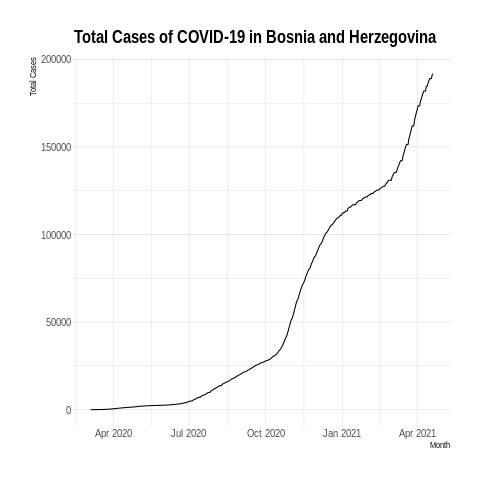 Total Cases of COVID-19 in Bosnia and Herzegovina
Total Cases
200000
150000
100000
50000
0
Apr 2020 Jul 2020 Oct 2020 Jan 2021 Apr 2021
Month